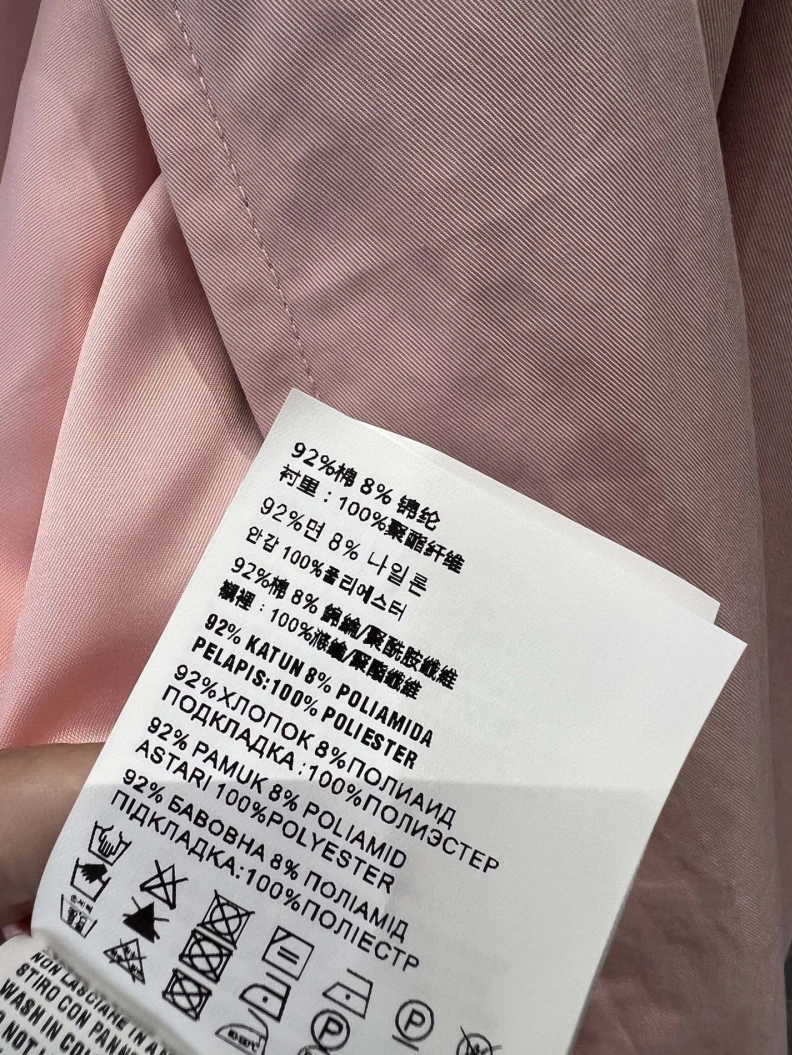 92%棉 8% 锦纶
衬里：100%聚酯纤维
92%면 8% 나일론
안감 100%폴리에스터
92%棉 8% 錦綸/聚酰胺纖維
襯裡：100%滌綸/聚酯纖維
92% KATUN 8% POLIAMIDA
PELAPIS:100% POLIESTER
92%ХЛОПОК 8%ПОЛИАИД
ПОДКЛАДКА:100%ПОЛИЭСТЕР
92% PAMUK 8% POLIAMID
ASTARI 100%POLYESTER
92% БАВОВНА 8% ПОЛІАМІД
ПІДКЛАДКА:100%ПОЛІЕСТР
P
P
NON LASCIARE IN A
STIRO CON PANN
WASH IN CO
NOT